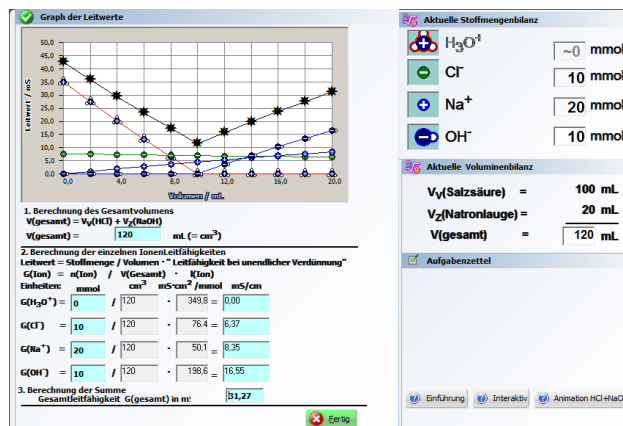 Graph der Leitwerte
50,0
45,0
40,0
35,0
30,0
25,0
20,0
15,0
10,0
5,0
0,0
Leitwert / mS
0,0 4,0 8,0 12,0 16,0 20,0
Volumen / mL
1. Berechnung des Gesamtvolumens
V(gesamt) = Vv(HCl) + Vz(NaOH)
V(gesamt) = 120 mL (= cm³)
2. Berechnung der einzelnen IonenLeitfähigkeiten
Leitwert = Stoffmenge / Volumen · " Leitfähigkeit bei unendlicher Verdünnung"
G(Ion) = n(Ion) / V(Gesamt) · l(Ion)
Einheiten: mmol cm³ mS·cm² /mmol mS/cm
G(H₃O⁺) = 0 / 120 · 349,8 = 0,00
G(Cl⁻) = 10 / 120 · 76,4 = 6,37
G(Na⁺) = 20 / 120 · 50,1 = 8,35
G(OH⁻) = 10 / 120 · 198,6 = 16,55
3. Berechnung der Summe
Gesamtleitfähigkeit G(gesamt) in m: 31,27
Fertig
Aktuelle Stoffmengenbilanz
H₃O⁺ ~0 mmol
Cl⁻ 10 mmol
Na⁺ 20 mmol
OH⁻ 10 mmol
Aktuelle Voluminenbilanz
Vv(Salzsäure) = 100 mL
Vz(Natronlauge) = 20 mL
V(gesamt) = 120 mL
Aufgabenzettel
Einführung Interaktiv Animation HCl+NaO